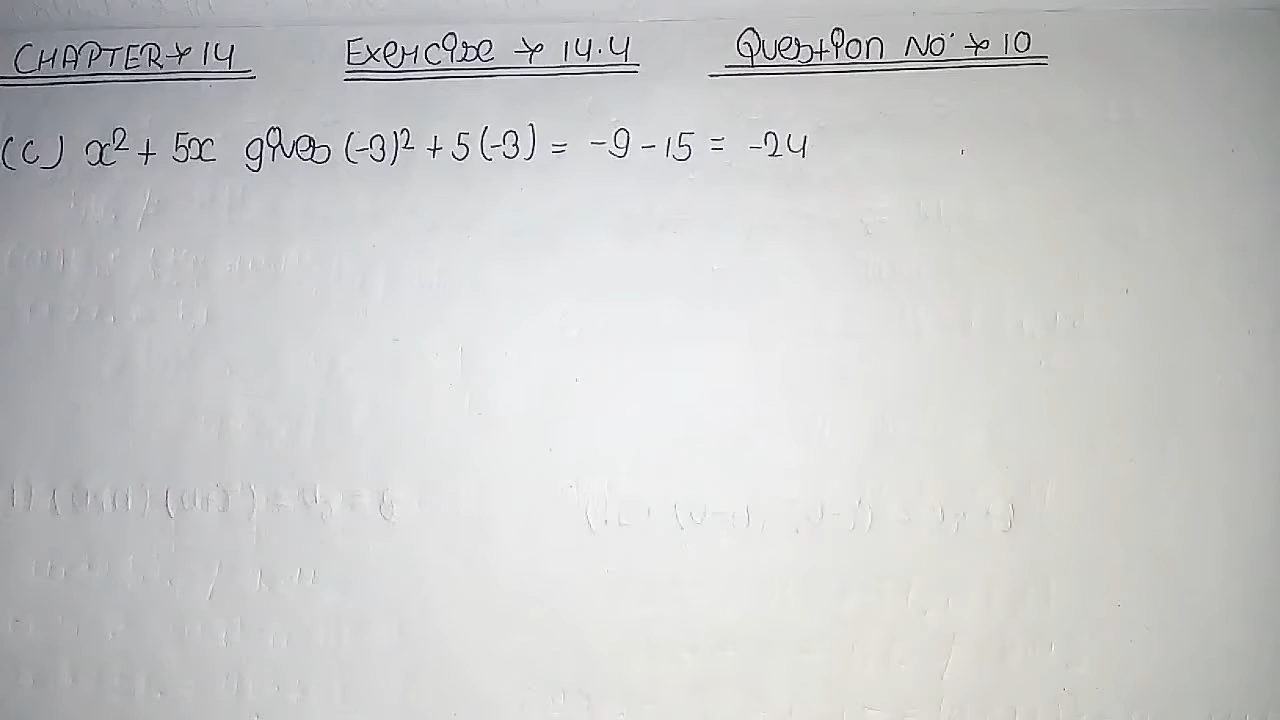 CHAPTER → 14 Exercise → 14.4 Question No. → 10
(c) x² + 5x gives (-3)² + 5(-3) = -9 - 15 = -24